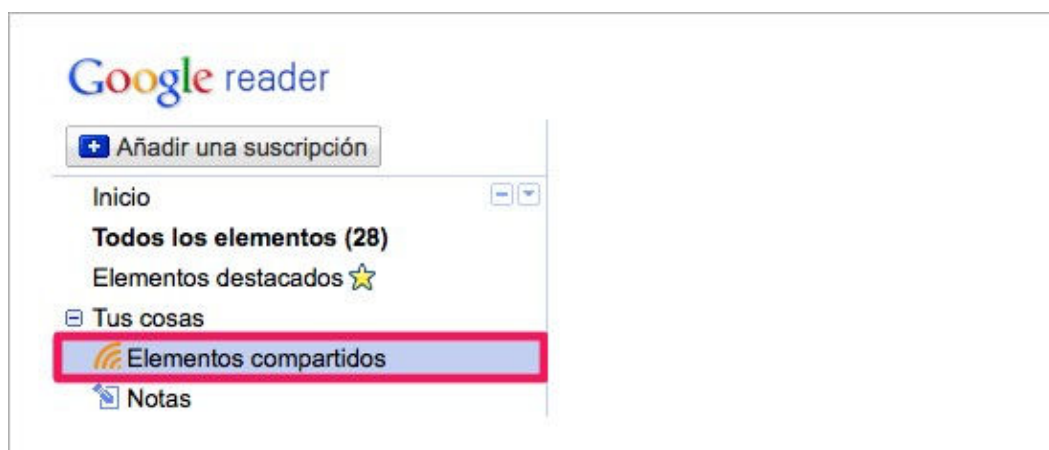 Google reader
Añadir una suscripción
Inicio
Todos los elementos (28)
Elementos destacados
Tus cosas
Elementos compartidos
Notas